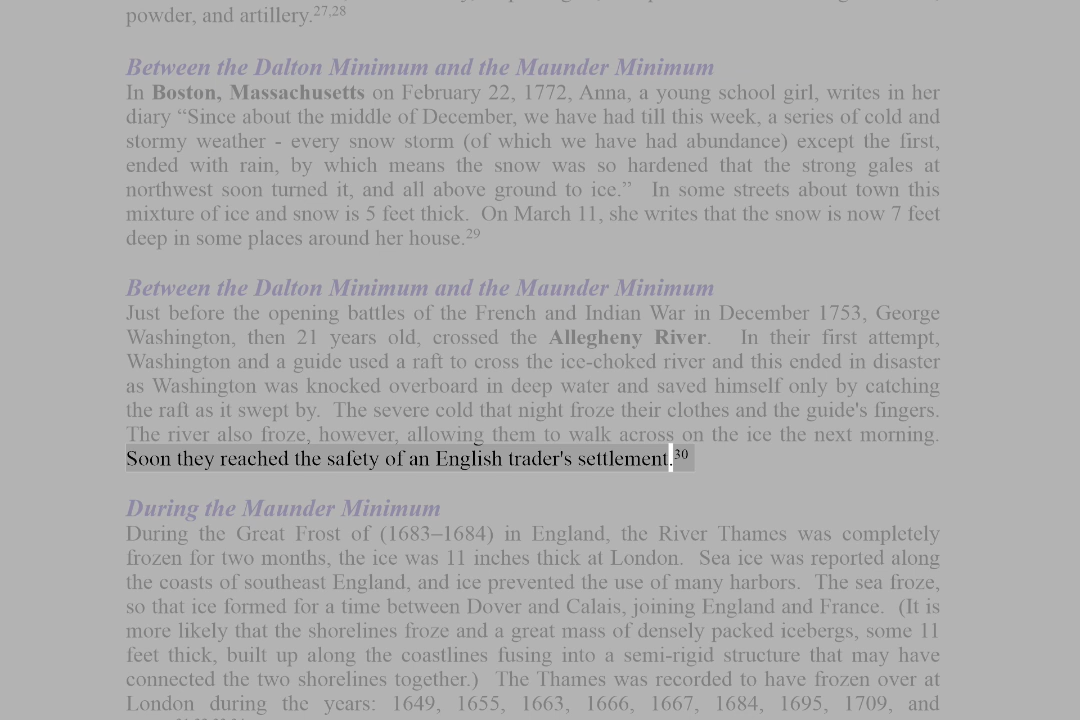 powder, and artillery.27,28
Between the Dalton Minimum and the Maunder Minimum
In Boston, Massachusetts on February 22, 1772, Anna, a young school girl, writes in her
diary “Since about the middle of December, we have had till this week, a series of cold and
stormy weather - every snow storm (of which we have had abundance) except the first,
ended with rain, by which means the snow was so hardened that the strong gales at
northwest soon turned it, and all above ground to ice.” In some streets about town this
mixture of ice and snow is 5 feet thick. On March 11, she writes that the snow is now 7 feet
deep in some places around her house.29
Between the Dalton Minimum and the Maunder Minimum
Just before the opening battles of the French and Indian War in December 1753, George
Washington, then 21 years old, crossed the Allegheny River. In their first attempt,
Washington and a guide used a raft to cross the ice-choked river and this ended in disaster
as Washington was knocked overboard in deep water and saved himself only by catching
the raft as it swept by. The severe cold that night froze their clothes and the guide's fingers.
The river also froze, however, allowing them to walk across on the ice the next morning.
Soon they reached the safety of an English trader's settlement.30
During the Maunder Minimum
During the Great Frost of (1683–1684) in England, the River Thames was completely
frozen for two months, the ice was 11 inches thick at London. Sea ice was reported along
the coasts of southeast England, and ice prevented the use of many harbors. The sea froze,
so that ice formed for a time between Dover and Calais, joining England and France. (It is
more likely that the shorelines froze and a great mass of densely packed icebergs, some 11
feet thick, built up along the coastlines fusing into a semi-rigid structure that may have
connected the two shorelines together.) The Thames was recorded to have frozen over at
London during the years: 1649, 1655, 1663, 1666, 1667, 1684, 1695, 1709, and